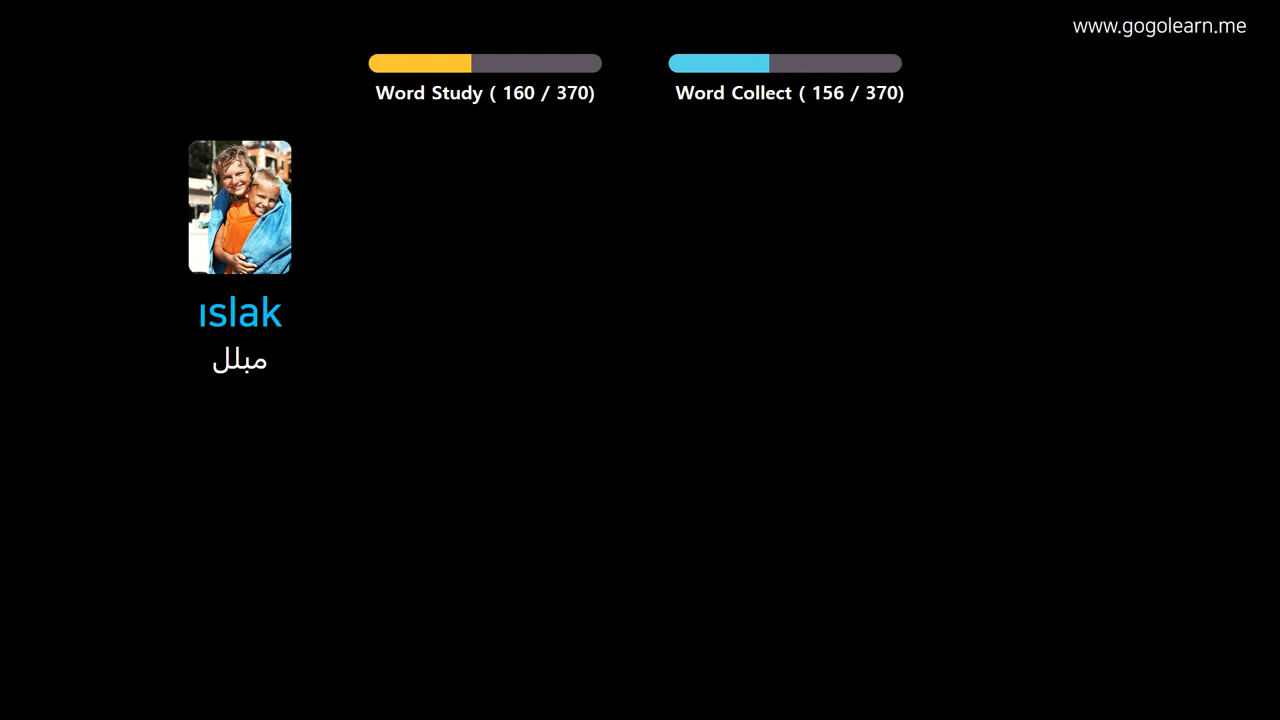 www.gogolearn.me
Word Study ( 160 / 370)
Word Collect ( 156 / 370)
ıslak
مبلل